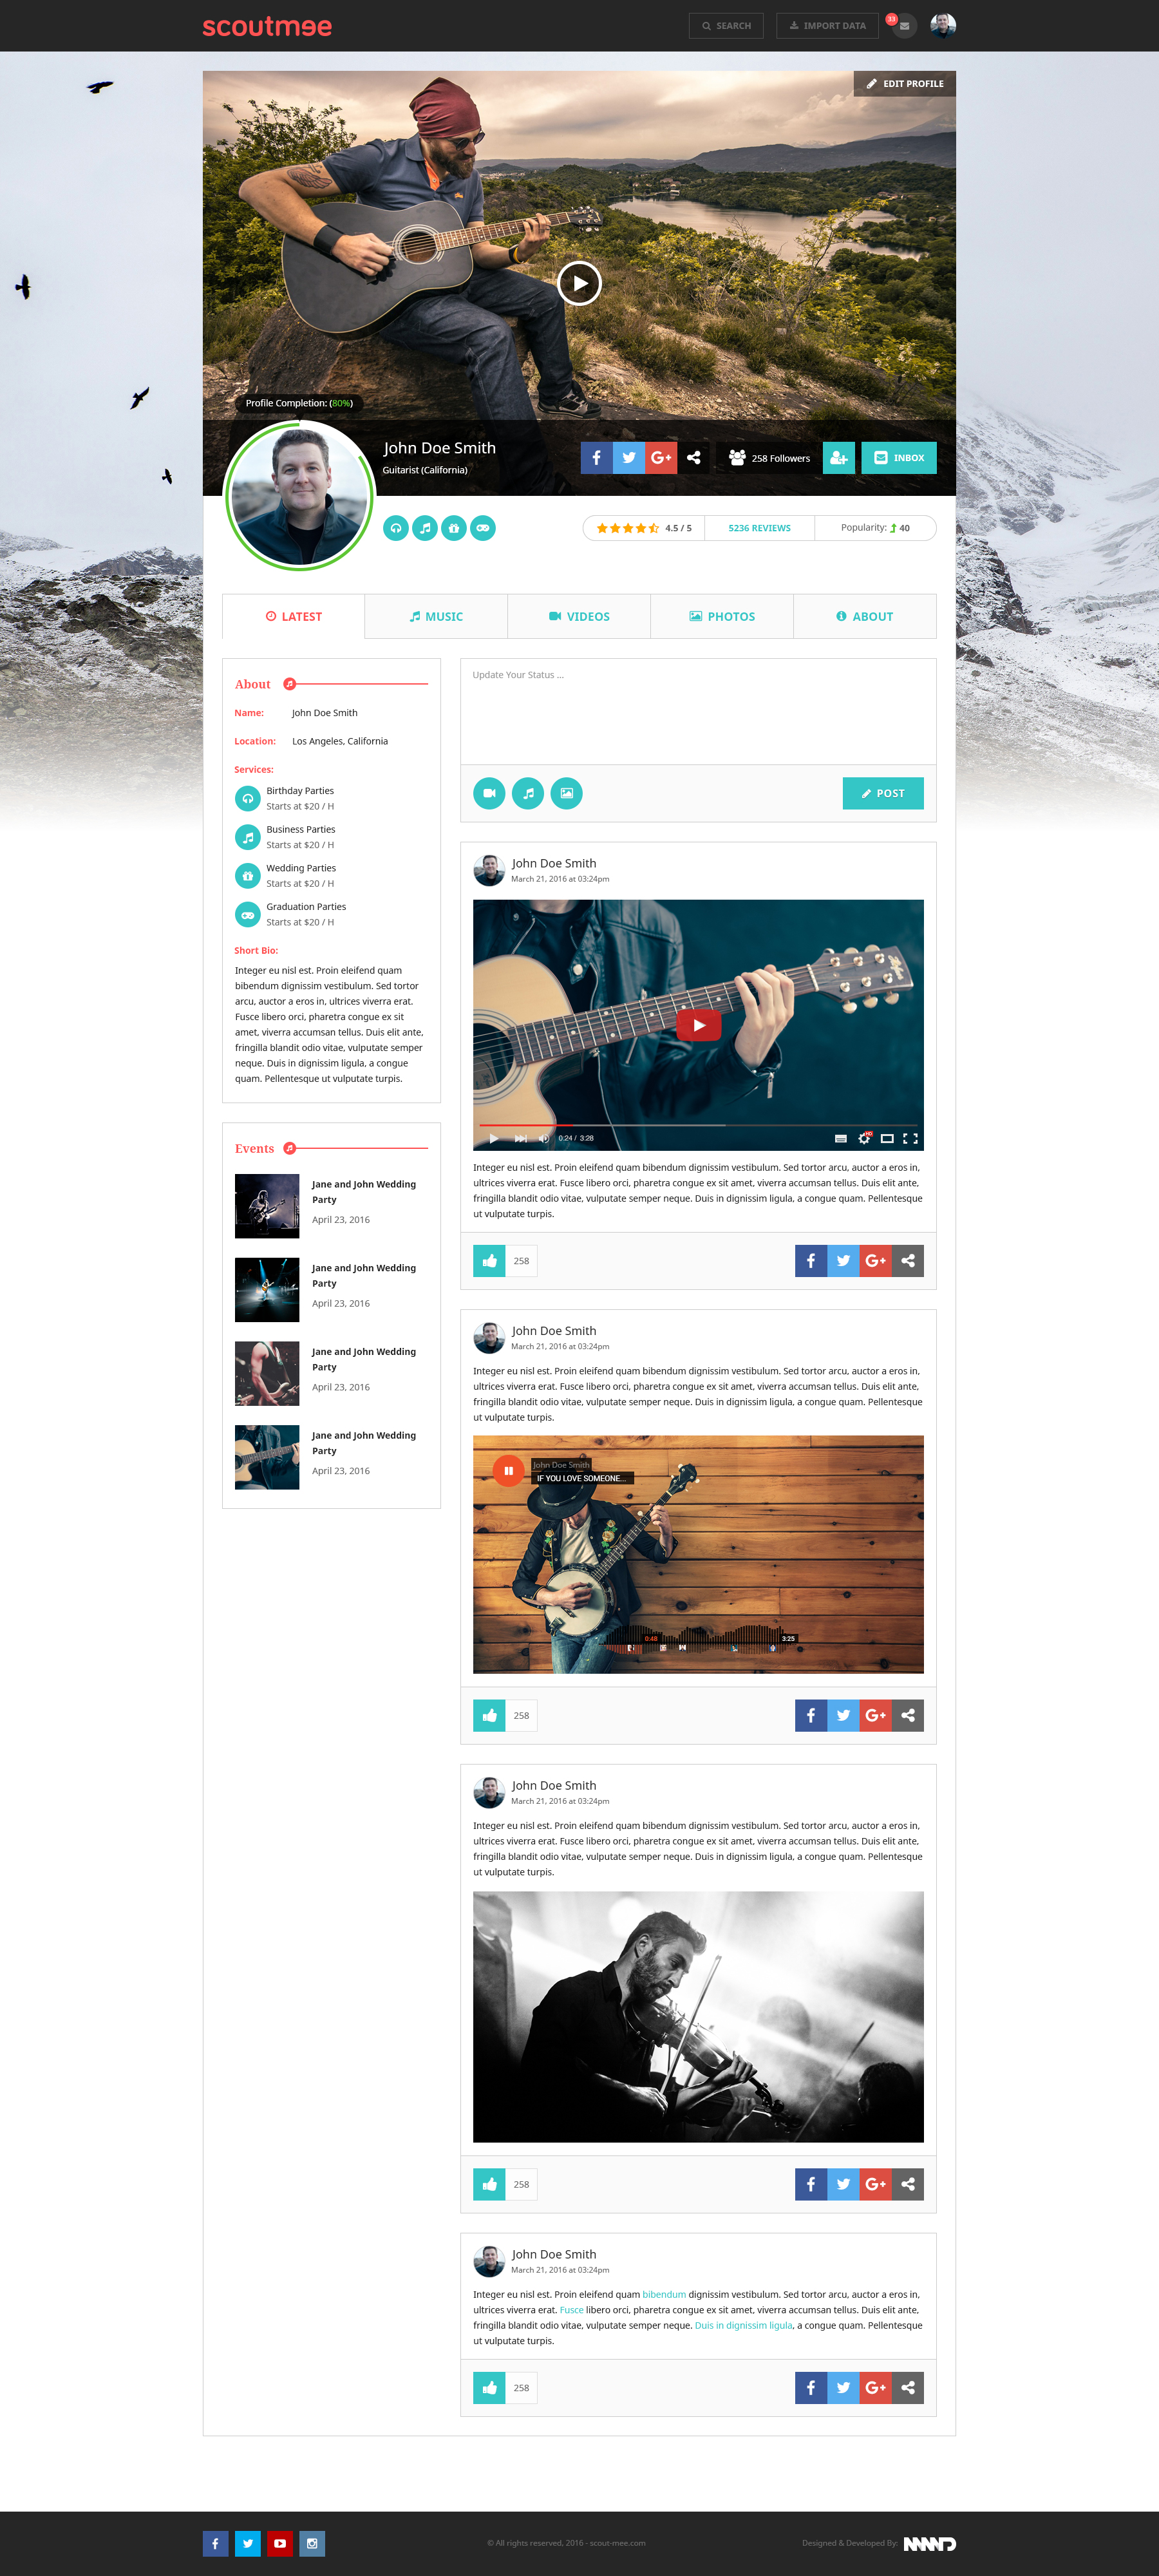 scoutmee
SEARCH
IMPORT DATA
33
EDIT PROFILE
Profile Completion: (80%)
John Doe Smith
Guitarist (California)
258 Followers
INBOX
4.5 / 5
5236 REVIEWS
Popularity: 40
LATEST
MUSIC
VIDEOS
PHOTOS
ABOUT
About
Name: John Doe Smith
Location: Los Angeles, California
Services:
Birthday Parties
Starts at $20 / H
Business Parties
Starts at $20 / H
Wedding Parties
Starts at $20 / H
Graduation Parties
Starts at $20 / H
Short Bio:
Integer eu nisl est. Proin eleifend quam
bibendum dignissim vestibulum. Sed tortor
arcu, auctor a eros in, ultrices viverra erat.
Fusce libero orci, pharetra congue ex sit
amet, viverra accumsan tellus. Duis elit ante,
fringilla blandit odio vitae, vulputate semper
neque. Duis in dignissim ligula, a congue
quam. Pellentesque ut vulputate turpis.
Events
Jane and John Wedding
Party
April 23, 2016
Jane and John Wedding
Party
April 23, 2016
Jane and John Wedding
Party
April 23, 2016
Jane and John Wedding
Party
April 23, 2016
Update Your Status ...
POST
John Doe Smith
March 21, 2016 at 03:24pm
0:24 / 3:28
HD
Integer eu nisl est. Proin eleifend quam bibendum dignissim vestibulum. Sed tortor arcu, auctor a eros in,
ultrices viverra erat. Fusce libero orci, pharetra congue ex sit amet, viverra accumsan tellus. Duis elit ante,
fringilla blandit odio vitae, vulputate semper neque. Duis in dignissim ligula, a congue quam. Pellentesque
ut vulputate turpis.
258
John Doe Smith
March 21, 2016 at 03:24pm
Integer eu nisl est. Proin eleifend quam bibendum dignissim vestibulum. Sed tortor arcu, auctor a eros in,
ultrices viverra erat. Fusce libero orci, pharetra congue ex sit amet, viverra accumsan tellus. Duis elit ante,
fringilla blandit odio vitae, vulputate semper neque. Duis in dignissim ligula, a congue quam. Pellentesque
ut vulputate turpis.
John Doe Smith
IF YOU LOVE SOMEONE...
0:48
3:25
258
John Doe Smith
March 21, 2016 at 03:24pm
Integer eu nisl est. Proin eleifend quam bibendum dignissim vestibulum. Sed tortor arcu, auctor a eros in,
ultrices viverra erat. Fusce libero orci, pharetra congue ex sit amet, viverra accumsan tellus. Duis elit ante,
fringilla blandit odio vitae, vulputate semper neque. Duis in dignissim ligula, a congue quam. Pellentesque
ut vulputate turpis.
258
John Doe Smith
March 21, 2016 at 03:24pm
Integer eu nisl est. Proin eleifend quam bibendum dignissim vestibulum. Sed tortor arcu, auctor a eros in,
ultrices viverra erat. Fusce libero orci, pharetra congue ex sit amet, viverra accumsan tellus. Duis elit ante,
fringilla blandit odio vitae, vulputate semper neque. Duis in dignissim ligula, a congue quam. Pellentesque
ut vulputate turpis.
258
© All rights reserved, 2016 - scout-mee.com
Designed & Developed By: